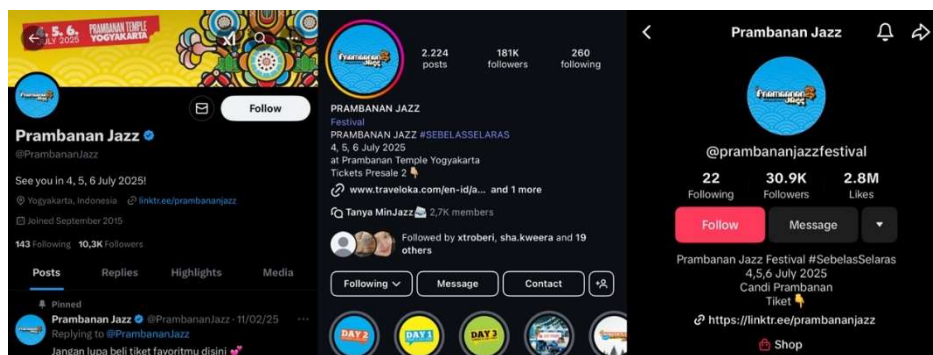 4. 5. 6.
JULY 2025
PRAMBANAN TEMPLE
YOGYAKARTA
Follow
Prambanan Jazz
@PrambananJazz
See you in 4, 5, 6 July 2025!
Yogyakarta, Indonesia linktr.ee/prambananjazz
Joined September 2015
143 Following 10,3K Followers
Posts Replies Highlights Media
Pinned
Prambanan Jazz @PrambananJazz · 11/02/25
Replying to @PrambananJazz
Jangan lupa beli tiket favoritmu disini 💕
Prambanan Jazz
2.224 181K 260
posts followers following
PRAMBANAN JAZZ
Festival
PRAMBANAN JAZZ #SEBELASSELARAS
4, 5, 6 July 2025
at Prambanan Temple Yogyakarta
Tickets Presale 2 👇
www.traveloka.com/en-id/a... and 1 more
Tanya MinJazz📩 2,7K members
Followed by xtroberi, sha.kweera and 19
others
Following Message Contact
DAY 2 DAY 1 DAY 3
Prambanan Jazz
Prambanan Jazz
@prambananjazzfestival
22 30.9K 2.8M
Following Followers Likes
Follow Message
Prambanan Jazz Festival #SebelasSelaras
4,5,6 July 2025
Candi Prambanan
Tiket 👇
https://linktr.ee/prambananjazz
Shop